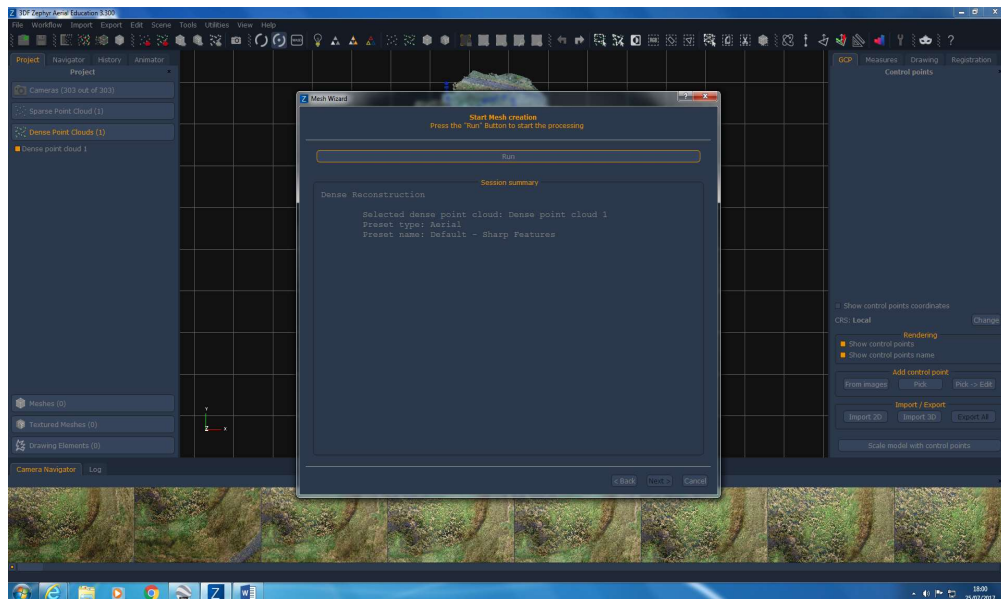 3DF Zephyr Aerial Education 3.300
File Workflow Import Export Edit Scene Tools Utilities View Help
Project Navigator History Animator
Project
Cameras (303 out of 303)
Sparse Point Cloud (1)
Dense Point Clouds (1)
Dense point cloud 1
Meshes (0)
Textured Meshes (0)
Drawing Elements (0)
Y
Z X
Mesh Wizard
Start Mesh creation
Press the "Run" Button to start the processing
Run
Session summary
Dense Reconstruction
Selected dense point cloud: Dense point cloud 1
Preset type: Aerial
Preset name: Default - Sharp Features
< Back Next > Cancel
GCP Measures Drawing Registration
Control points
Show control points coordinates
CRS: Local Change
Rendering
Show control points
Show control points name
Add control point
From images Pick Pick -> Edit
Import / Export
Import 2D Import 3D Export All
Scale model with control points
Camera Navigator Log
18:00
25/07/2017